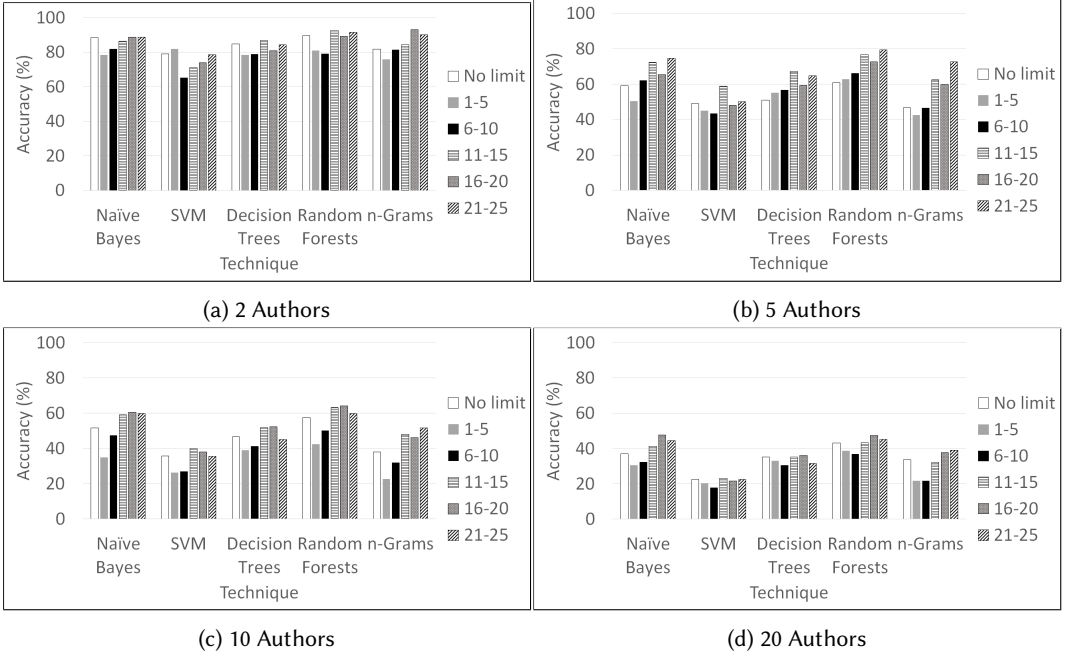 100
80
60
40
20
0
Accuracy (%)
Naïve Bayes
SVM
Decision Trees
Random Forests
n-Grams
Technique
No limit
1-5
6-10
11-15
16-20
21-25
(a) 2 Authors
100
80
60
40
20
0
Accuracy (%)
Naïve Bayes
SVM
Decision Trees
Random Forests
n-Grams
Technique
No limit
1-5
6-10
11-15
16-20
21-25
(b) 5 Authors
100
80
60
40
20
0
Accuracy (%)
Naïve Bayes
SVM
Decision Trees
Random Forests
n-Grams
Technique
No limit
1-5
6-10
11-15
16-20
21-25
(c) 10 Authors
100
80
60
40
20
0
Accuracy (%)
Naïve Bayes
SVM
Decision Trees
Random Forests
n-Grams
Technique
No limit
1-5
6-10
11-15
16-20
21-25
(d) 20 Authors